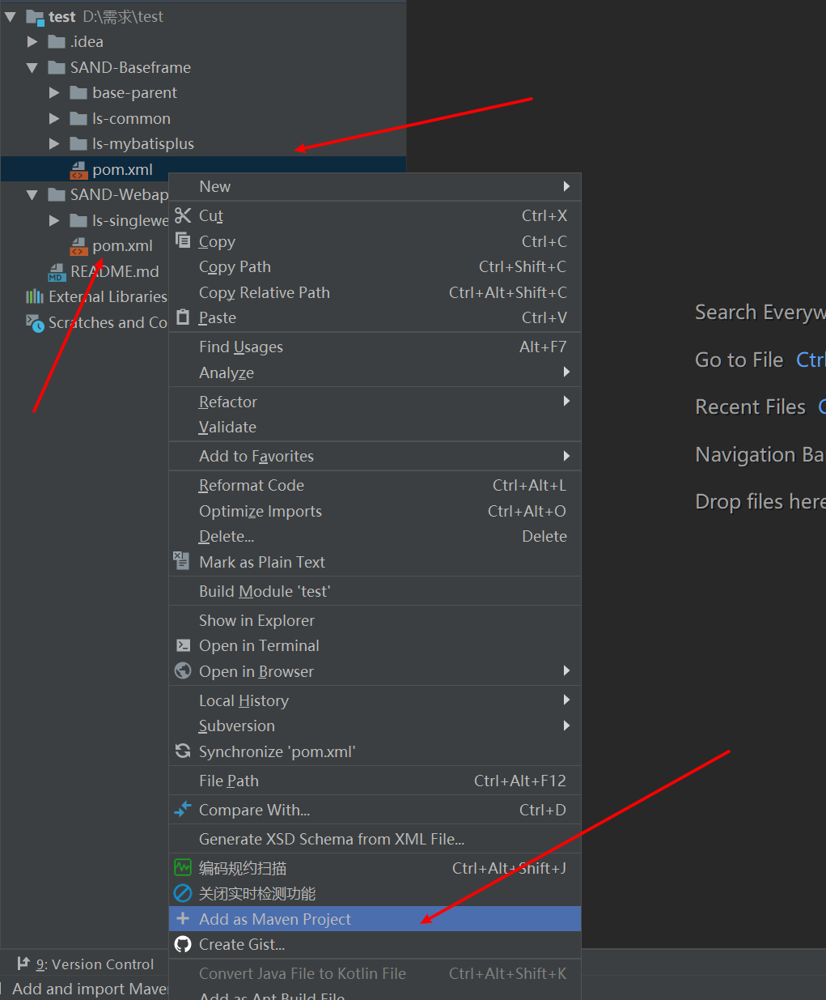 test D:\需求\test
.idea
SAND-Baseframe
base-parent
ls-common
ls-mybatisplus
pom.xml
SAND-Webap
ls-singlewe
pom.xml
README.md
External Libraries
Scratches and Co
New
Cut Ctrl+X
Copy Ctrl+C
Copy Path Ctrl+Shift+C
Copy Relative Path Ctrl+Alt+Shift+C
Paste Ctrl+V
Find Usages Alt+F7
Analyze
Refactor
Validate
Add to Favorites
Reformat Code Ctrl+Alt+L
Optimize Imports Ctrl+Alt+O
Delete... Delete
Mark as Plain Text
Build Module 'test'
Show in Explorer
Open in Terminal
Open in Browser
Local History
Subversion
Synchronize 'pom.xml'
File Path Ctrl+Alt+F12
Compare With... Ctrl+D
Generate XSD Schema from XML File...
编码规约扫描 Ctrl+Alt+Shift+J
关闭实时检测功能
Add as Maven Project
Create Gist...
Convert Java File to Kotlin File Ctrl+Alt+Shift+K
Add as Ant Build File
Search Everyw
Go to File Ctrl
Recent Files C
Navigation Ba
Drop files here
9: Version Control
Add and import Maven